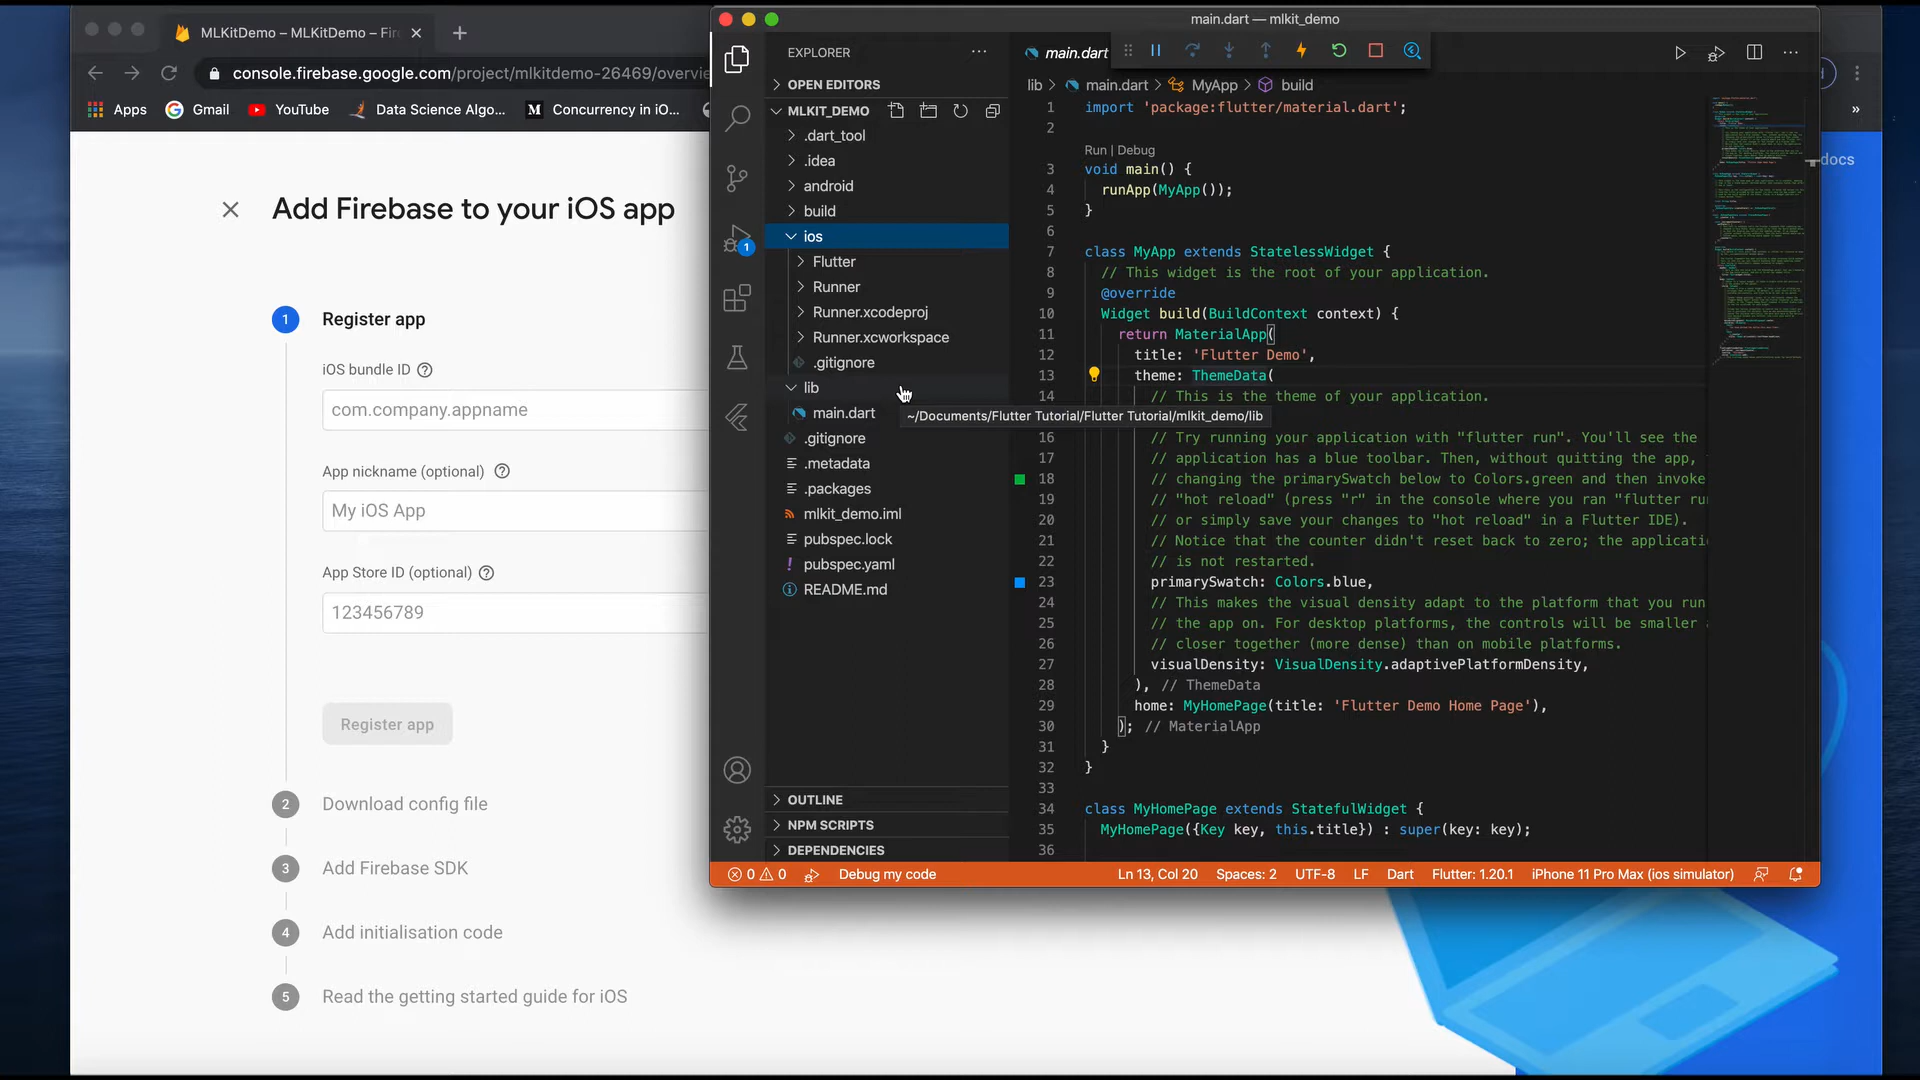 MLKitDemo – MLKitDemo – Fir
console.firebase.google.com/project/mlkitdemo-26469/overvie
Apps
Gmail
YouTube
Data Science Algo...
M
Concurrency in iO...
»
docs
Add Firebase to your iOS app
1
Register app
iOS bundle ID
com.company.appname
App nickname (optional)
My iOS App
App Store ID (optional)
123456789
Register app
2
Download config file
3
Add Firebase SDK
4
Add initialisation code
5
Read the getting started guide for iOS
main.dart — mlkit_demo
EXPLORER
OPEN EDITORS
MLKIT_DEMO
.dart_tool
.idea
android
build
ios
Flutter
Runner
Runner.xcodeproj
Runner.xcworkspace
.gitignore
lib
main.dart
.gitignore
.metadata
.packages
mlkit_demo.iml
pubspec.lock
pubspec.yaml
README.md
OUTLINE
NPM SCRIPTS
DEPENDENCIES
1
main.dart
lib > main.dart > MyApp > build
1 import 'package:flutter/material.dart';
2
Run | Debug
3 void main() {
4 runApp(MyApp());
5 }
6
7 class MyApp extends StatelessWidget {
8 // This widget is the root of your application.
9 @override
10 Widget build(BuildContext context) {
11 return MaterialApp(
12 title: 'Flutter Demo',
13 theme: ThemeData(
14 // This is the theme of your application.
~/Documents/Flutter Tutorial/Flutter Tutorial/mlkit_demo/lib
16 // Try running your application with "flutter run". You'll see the
17 // application has a blue toolbar. Then, without quitting the app,
18 // changing the primarySwatch below to Colors.green and then invoke
19 // "hot reload" (press "r" in the console where you ran "flutter ru
20 // or simply save your changes to "hot reload" in a Flutter IDE).
21 // Notice that the counter didn't reset back to zero; the applicati
22 // is not restarted.
23 primarySwatch: Colors.blue,
24 // This makes the visual density adapt to the platform that you run
25 // the app on. For desktop platforms, the controls will be smaller
26 // closer together (more dense) than on mobile platforms.
27 visualDensity: VisualDensity.adaptivePlatformDensity,
28 ), // ThemeData
29 home: MyHomePage(title: 'Flutter Demo Home Page'),
30 ); // MaterialApp
31 }
32 }
33
34 class MyHomePage extends StatefulWidget {
35 MyHomePage({Key key, this.title}) : super(key: key);
36
0 0
Debug my code
Ln 13, Col 20
Spaces: 2
UTF-8
LF
Dart
Flutter: 1.20.1
iPhone 11 Pro Max (ios simulator)